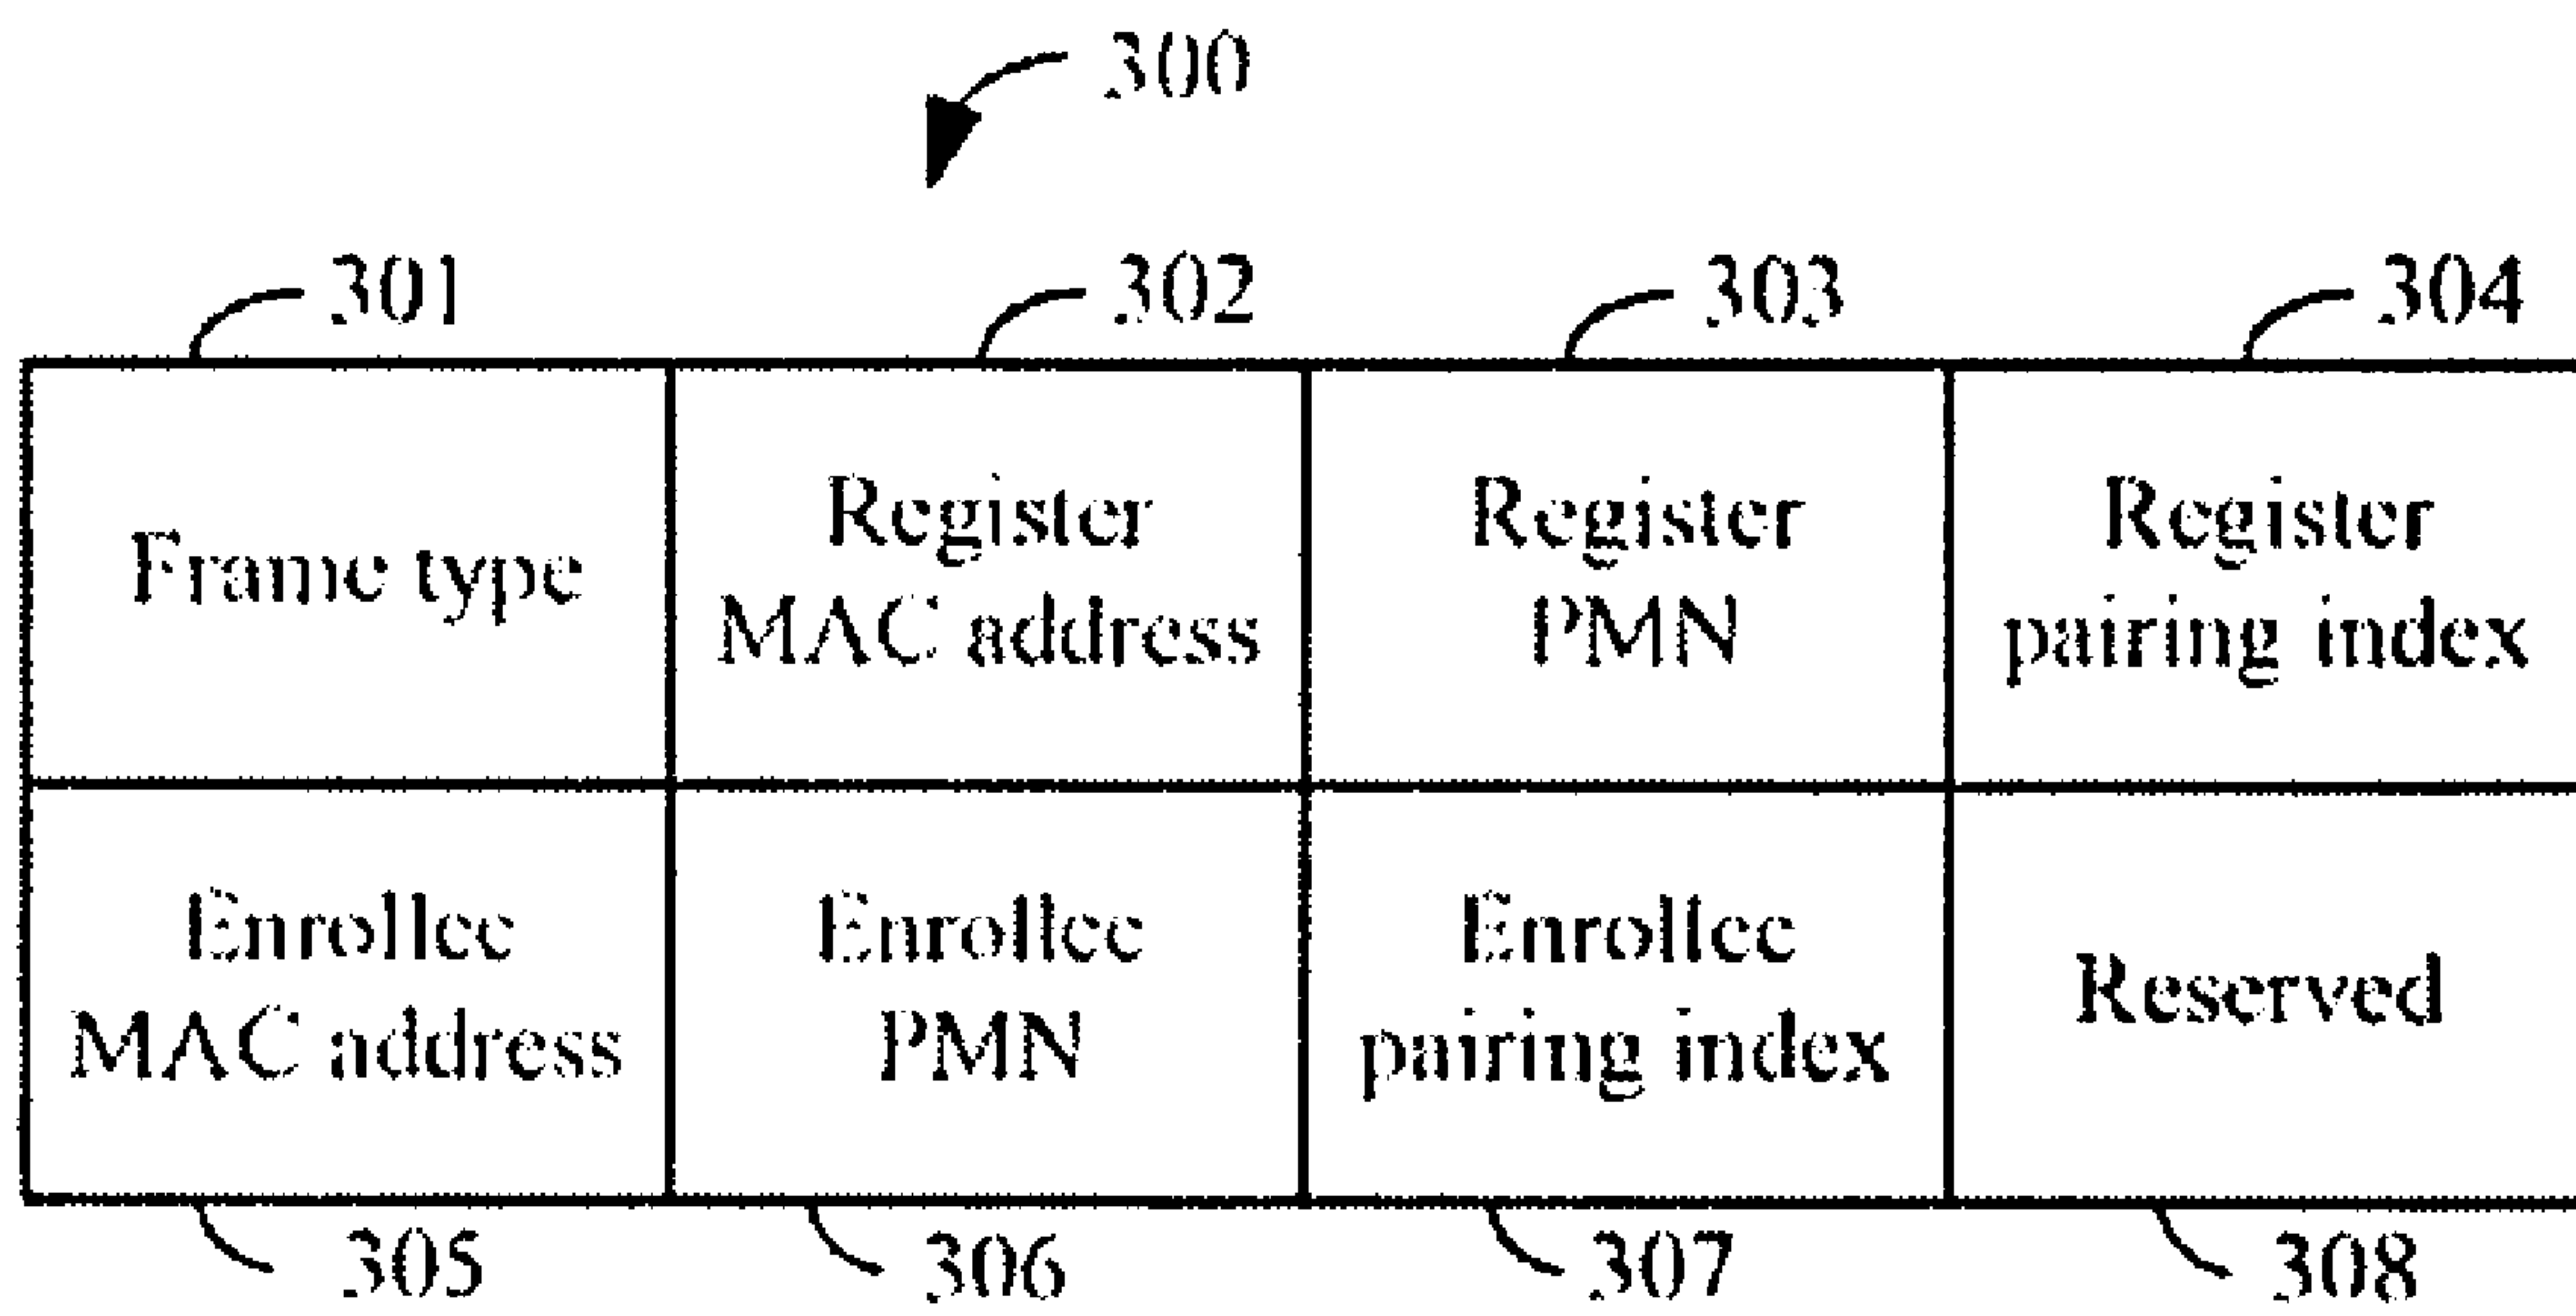 300
301 302 303 304
Frame type
Register
MAC address
Register
PMN
Register
pairing index
Enrollee
MAC address
Enrollee
PMN
Enrollee
pairing index
Reserved
305 306 307 308